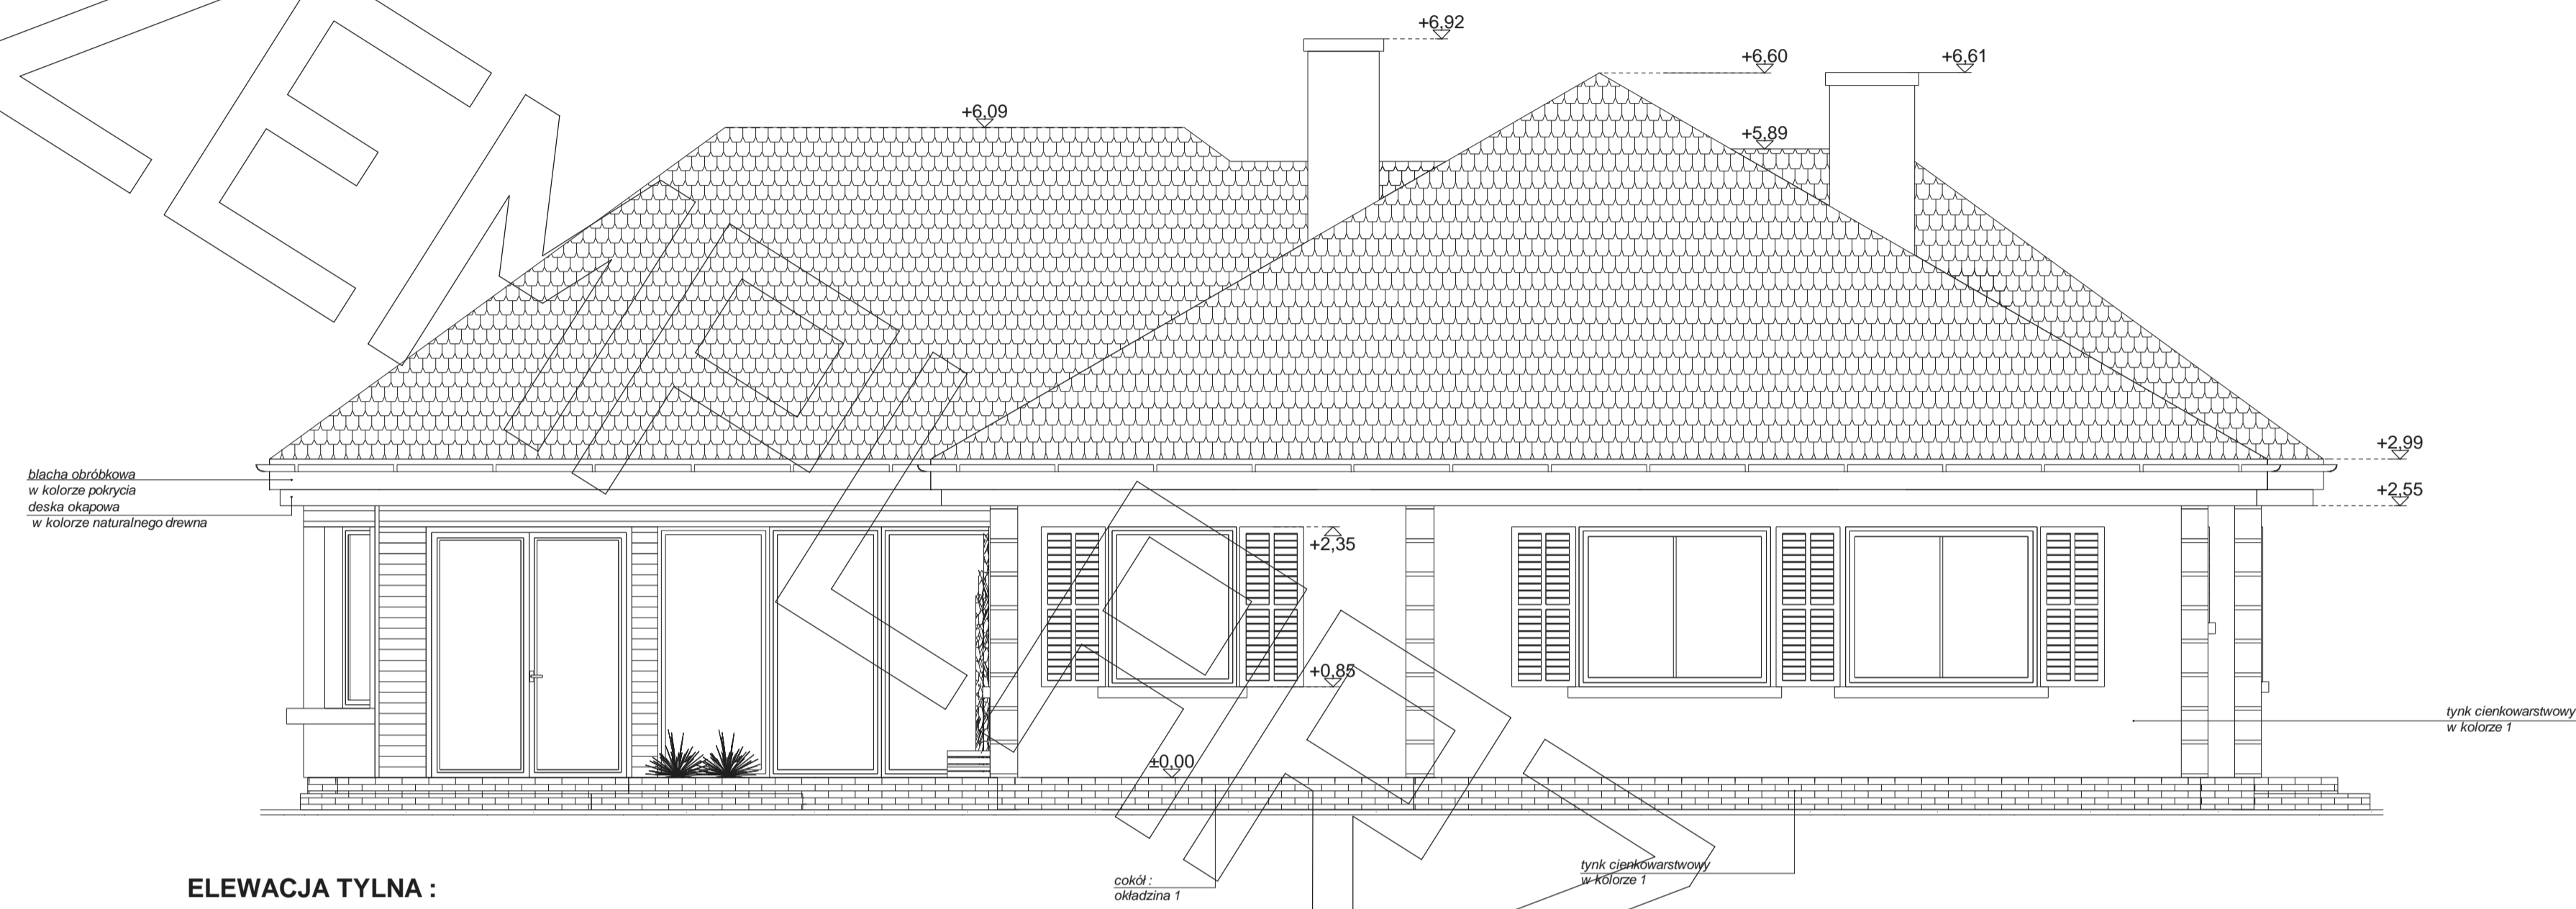 +6,92
+6,60
+6,61
+6,09
+5,89
+2,99
blacha obróbkowa
w kolorze pokrycia
deska okapowa
w kolorze naturalnego drewna
+2,55
+2,35
+0,85
tynk cienkowarstwowy
w kolorze 1
±0,00
tynk cienkowarstwowy
w kolorze 1
cokół :
okładzina 1
ELEWACJA TYLNA :